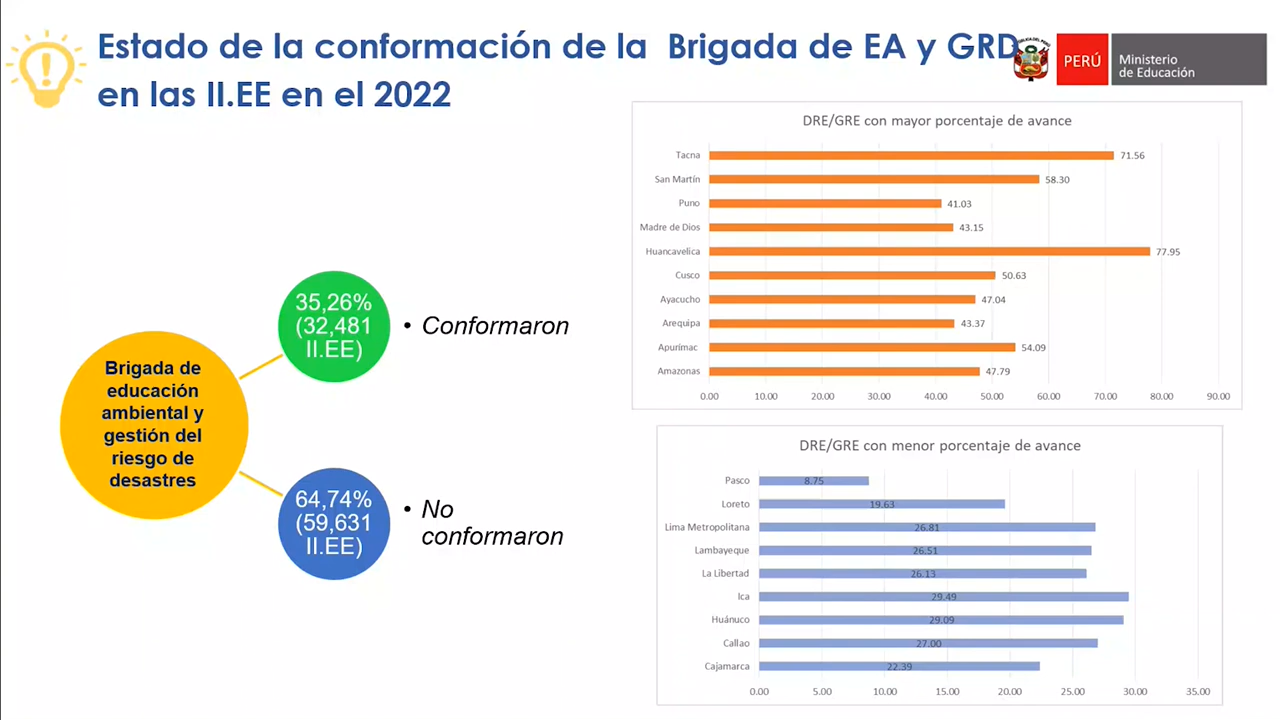 Estado de la conformación de la Brigada de EA y GRD
en las II.EE en el 2022
PERÚ
Ministerio
de Educación
Brigada de
educación
ambiental y
gestión del
riesgo de
desastres
35,26%
(32,481
II.EE)
• Conformaron
64,74%
(59,631
II.EE)
• No
conformaron
DRE/GRE con mayor porcentaje de avance
Tacna 71.56
San Martín 58.30
Puno 41.03
Madre de Dios 43.15
Huancavelica 77.95
Cusco 50.63
Ayacucho 47.04
Arequipa 43.37
Apurímac 54.09
Amazonas 47.79
0.00 10.00 20.00 30.00 40.00 50.00 60.00 70.00 80.00 90.00
DRE/GRE con menor porcentaje de avance
Pasco 8.75
Loreto 19.63
Lima Metropolitana 26.81
Lambayeque 26.51
La Libertad 26.13
Ica 29.49
Huánuco 29.09
Callao 27.00
Cajamarca 22.39
0.00 5.00 10.00 15.00 20.00 25.00 30.00 35.00